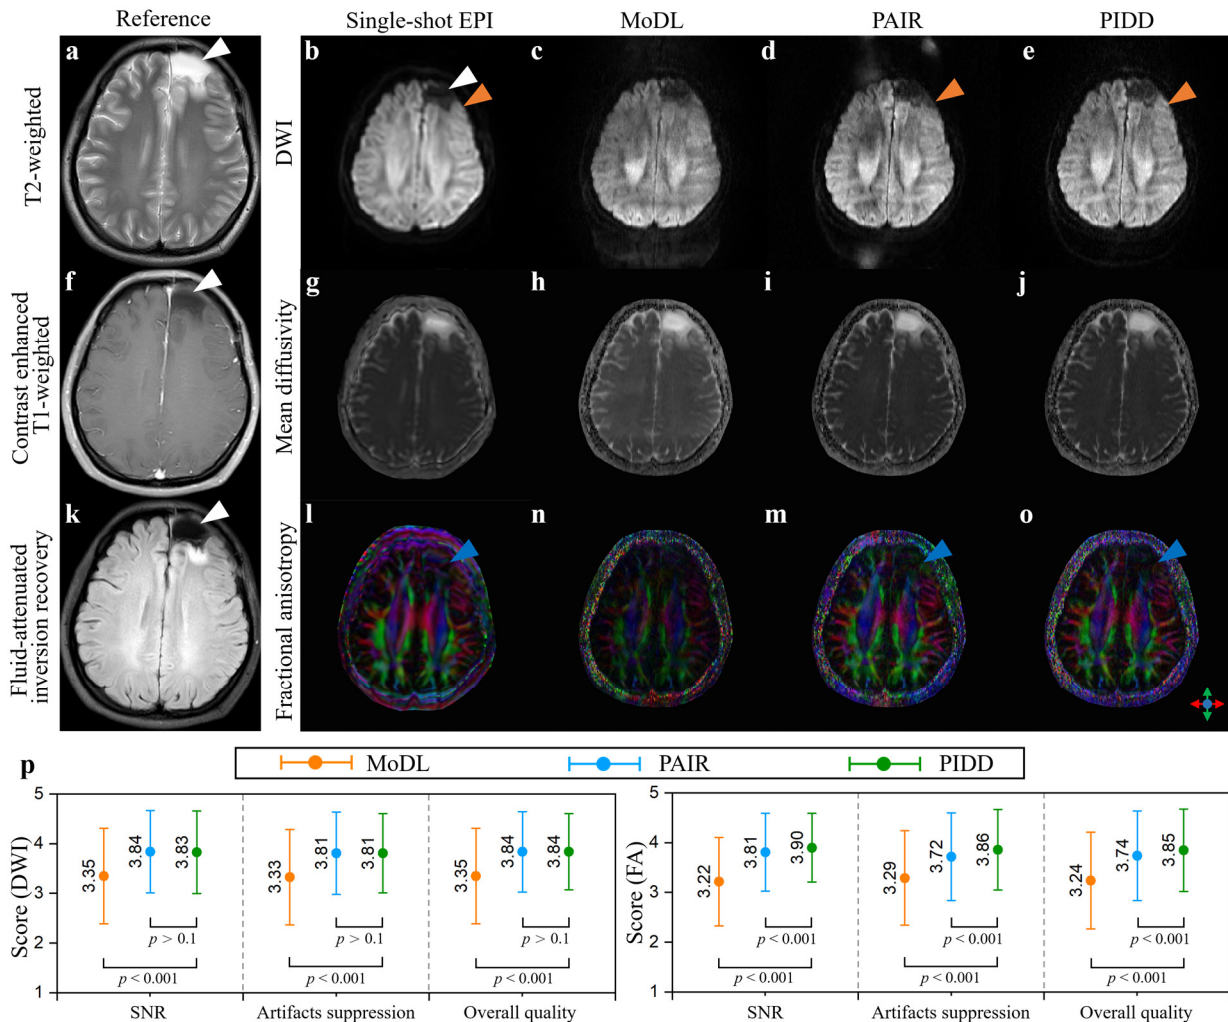 Reference
Single-shot EPI
MoDL
PAIR
PIDD
T2-weighted
a
DWI
b
c
d
e
Contrast enhanced
T1-weighted
f
Mean diffusivity
g
h
i
j
Fluid-attenuated
inversion recovery
k
Fractional anisotropy
l
n
m
o
p
MoDL
PAIR
PIDD
Score (DWI)
5
4
3
2
1
3.35
3.84
3.83
p > 0.1
p < 0.001
SNR
3.33
3.81
3.81
p > 0.1
p < 0.001
Artifacts suppression
3.35
3.84
3.84
p > 0.1
p < 0.001
Overall quality
Score (FA)
5
4
3
2
1
3.22
3.81
3.90
p < 0.001
p < 0.001
SNR
3.29
3.72
3.86
p < 0.001
p < 0.001
Artifacts suppression
3.24
3.74
3.85
p < 0.001
p < 0.001
Overall quality